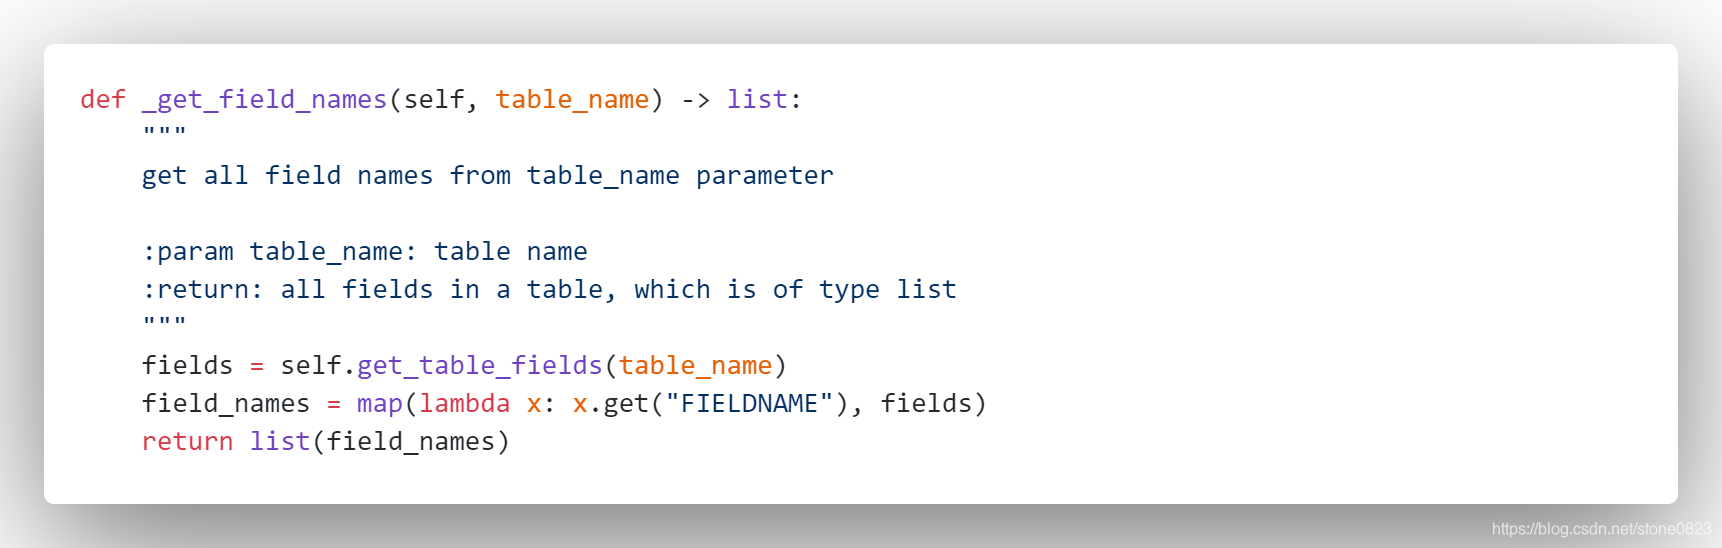 def _get_field_names(self, table_name) -> list:
    """
    get all field names from table_name parameter

    :param table_name: table name
    :return: all fields in a table, which is of type list
    """
    fields = self.get_table_fields(table_name)
    field_names = map(lambda x: x.get("FIELDNAME"), fields)
    return list(field_names)
https://blog.csdn.net/stone0823